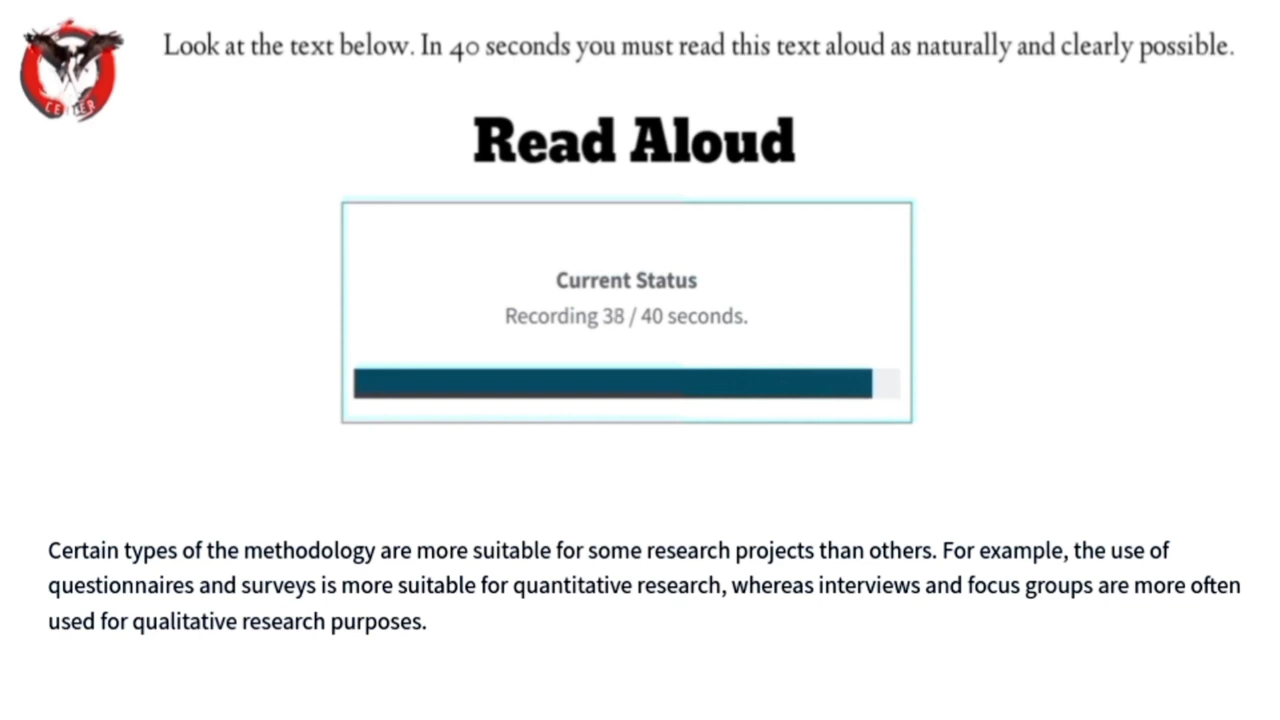 Look at the text below. In 40 seconds you must read this text aloud as naturally and clearly possible.
CENTER
Read Aloud
Current Status
Recording 38 / 40 seconds.
Certain types of the methodology are more suitable for some research projects than others. For example, the use of
questionnaires and surveys is more suitable for quantitative research, whereas interviews and focus groups are more often
used for qualitative research purposes.